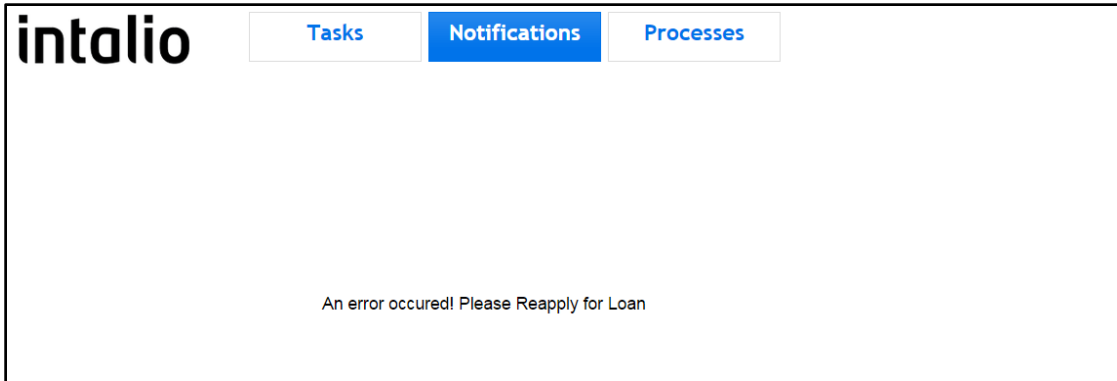 intalio
Tasks Notifications Processes
An error occured! Please Reapply for Loan